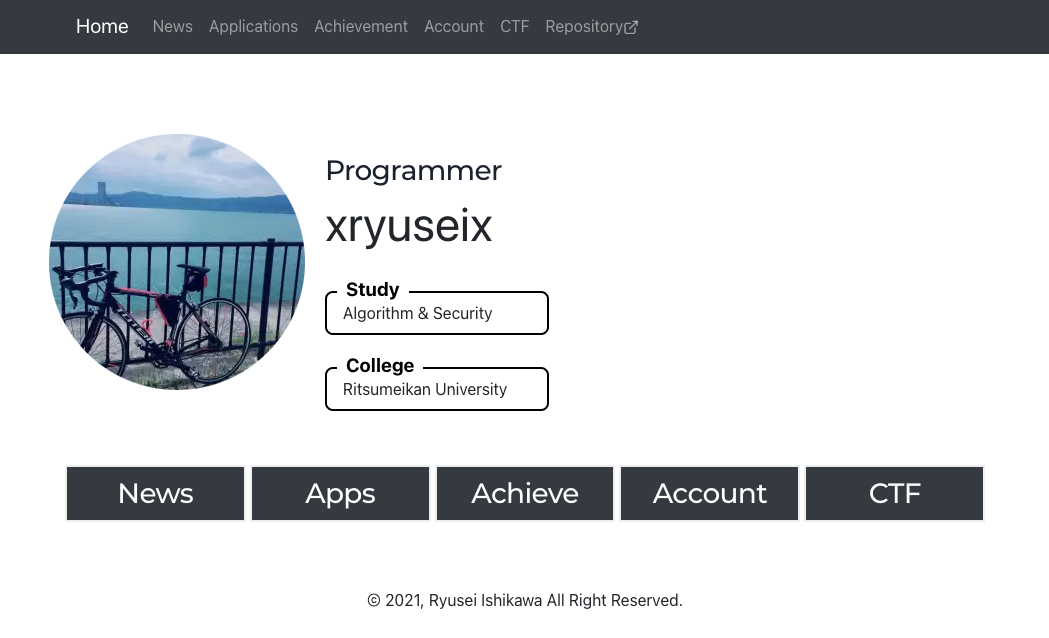 Home News Applications Achievement Account CTF Repository
Programmer
xryuseix
Study
Algorithm & Security
College
Ritsumeikan University
News Apps Achieve Account CTF
© 2021, Ryusei Ishikawa All Right Reserved.